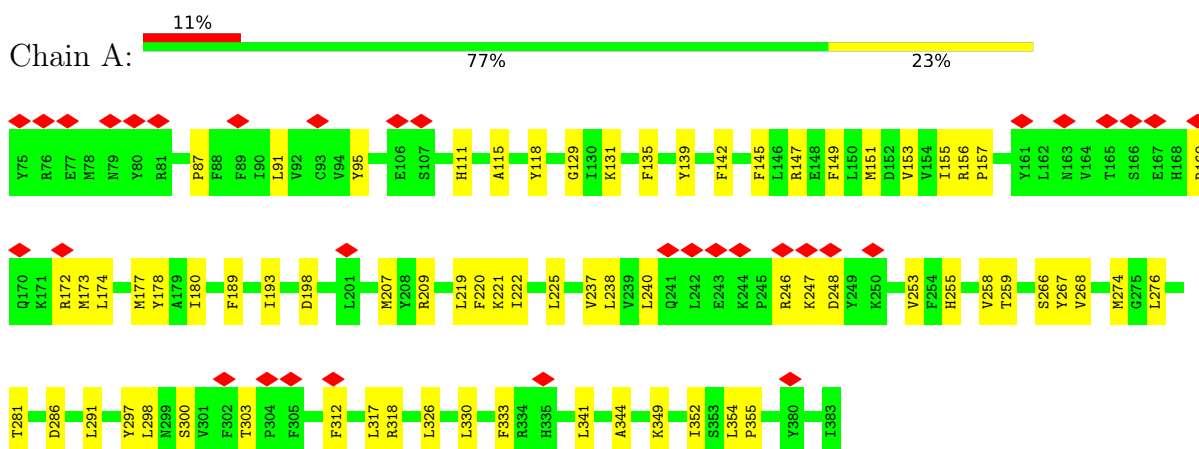 11%
Chain A:
77% 23%
Y75 R76 E77 M78 N79 Y80 R81 P87 F88 F89 I90 L91 V92 C93 V94 Y95 E106 S107 H111 A115 Y118 G129 I130 K131 F135 Y139 F142 F145 L146 R147 E148 F149 L150 M151 D152 V153 V154 I155 R156 P157 Y161 L162 N163 V164 T165 S166 E167 H168
Q170 K171 R172 M173 L174 M177 Y178 A179 I180 F189 I193 D198 L201 M207 Y208 R209 L219 F220 K221 I222 L225 V237 L238 V239 L240 Q241 L242 E243 K244 P245 R246 K247 D248 Y249 K250 V253 F254 H255 V258 T259 S266 Y267 V268 M274 G275 L276
T281 D286 L291 Y297 L298 N299 S300 V301 F302 T303 P304 F305 F312 L317 R318 L326 L330 F333 R334 H335 L341 A344 K349 I352 S353 L354 P355 Y380 I383